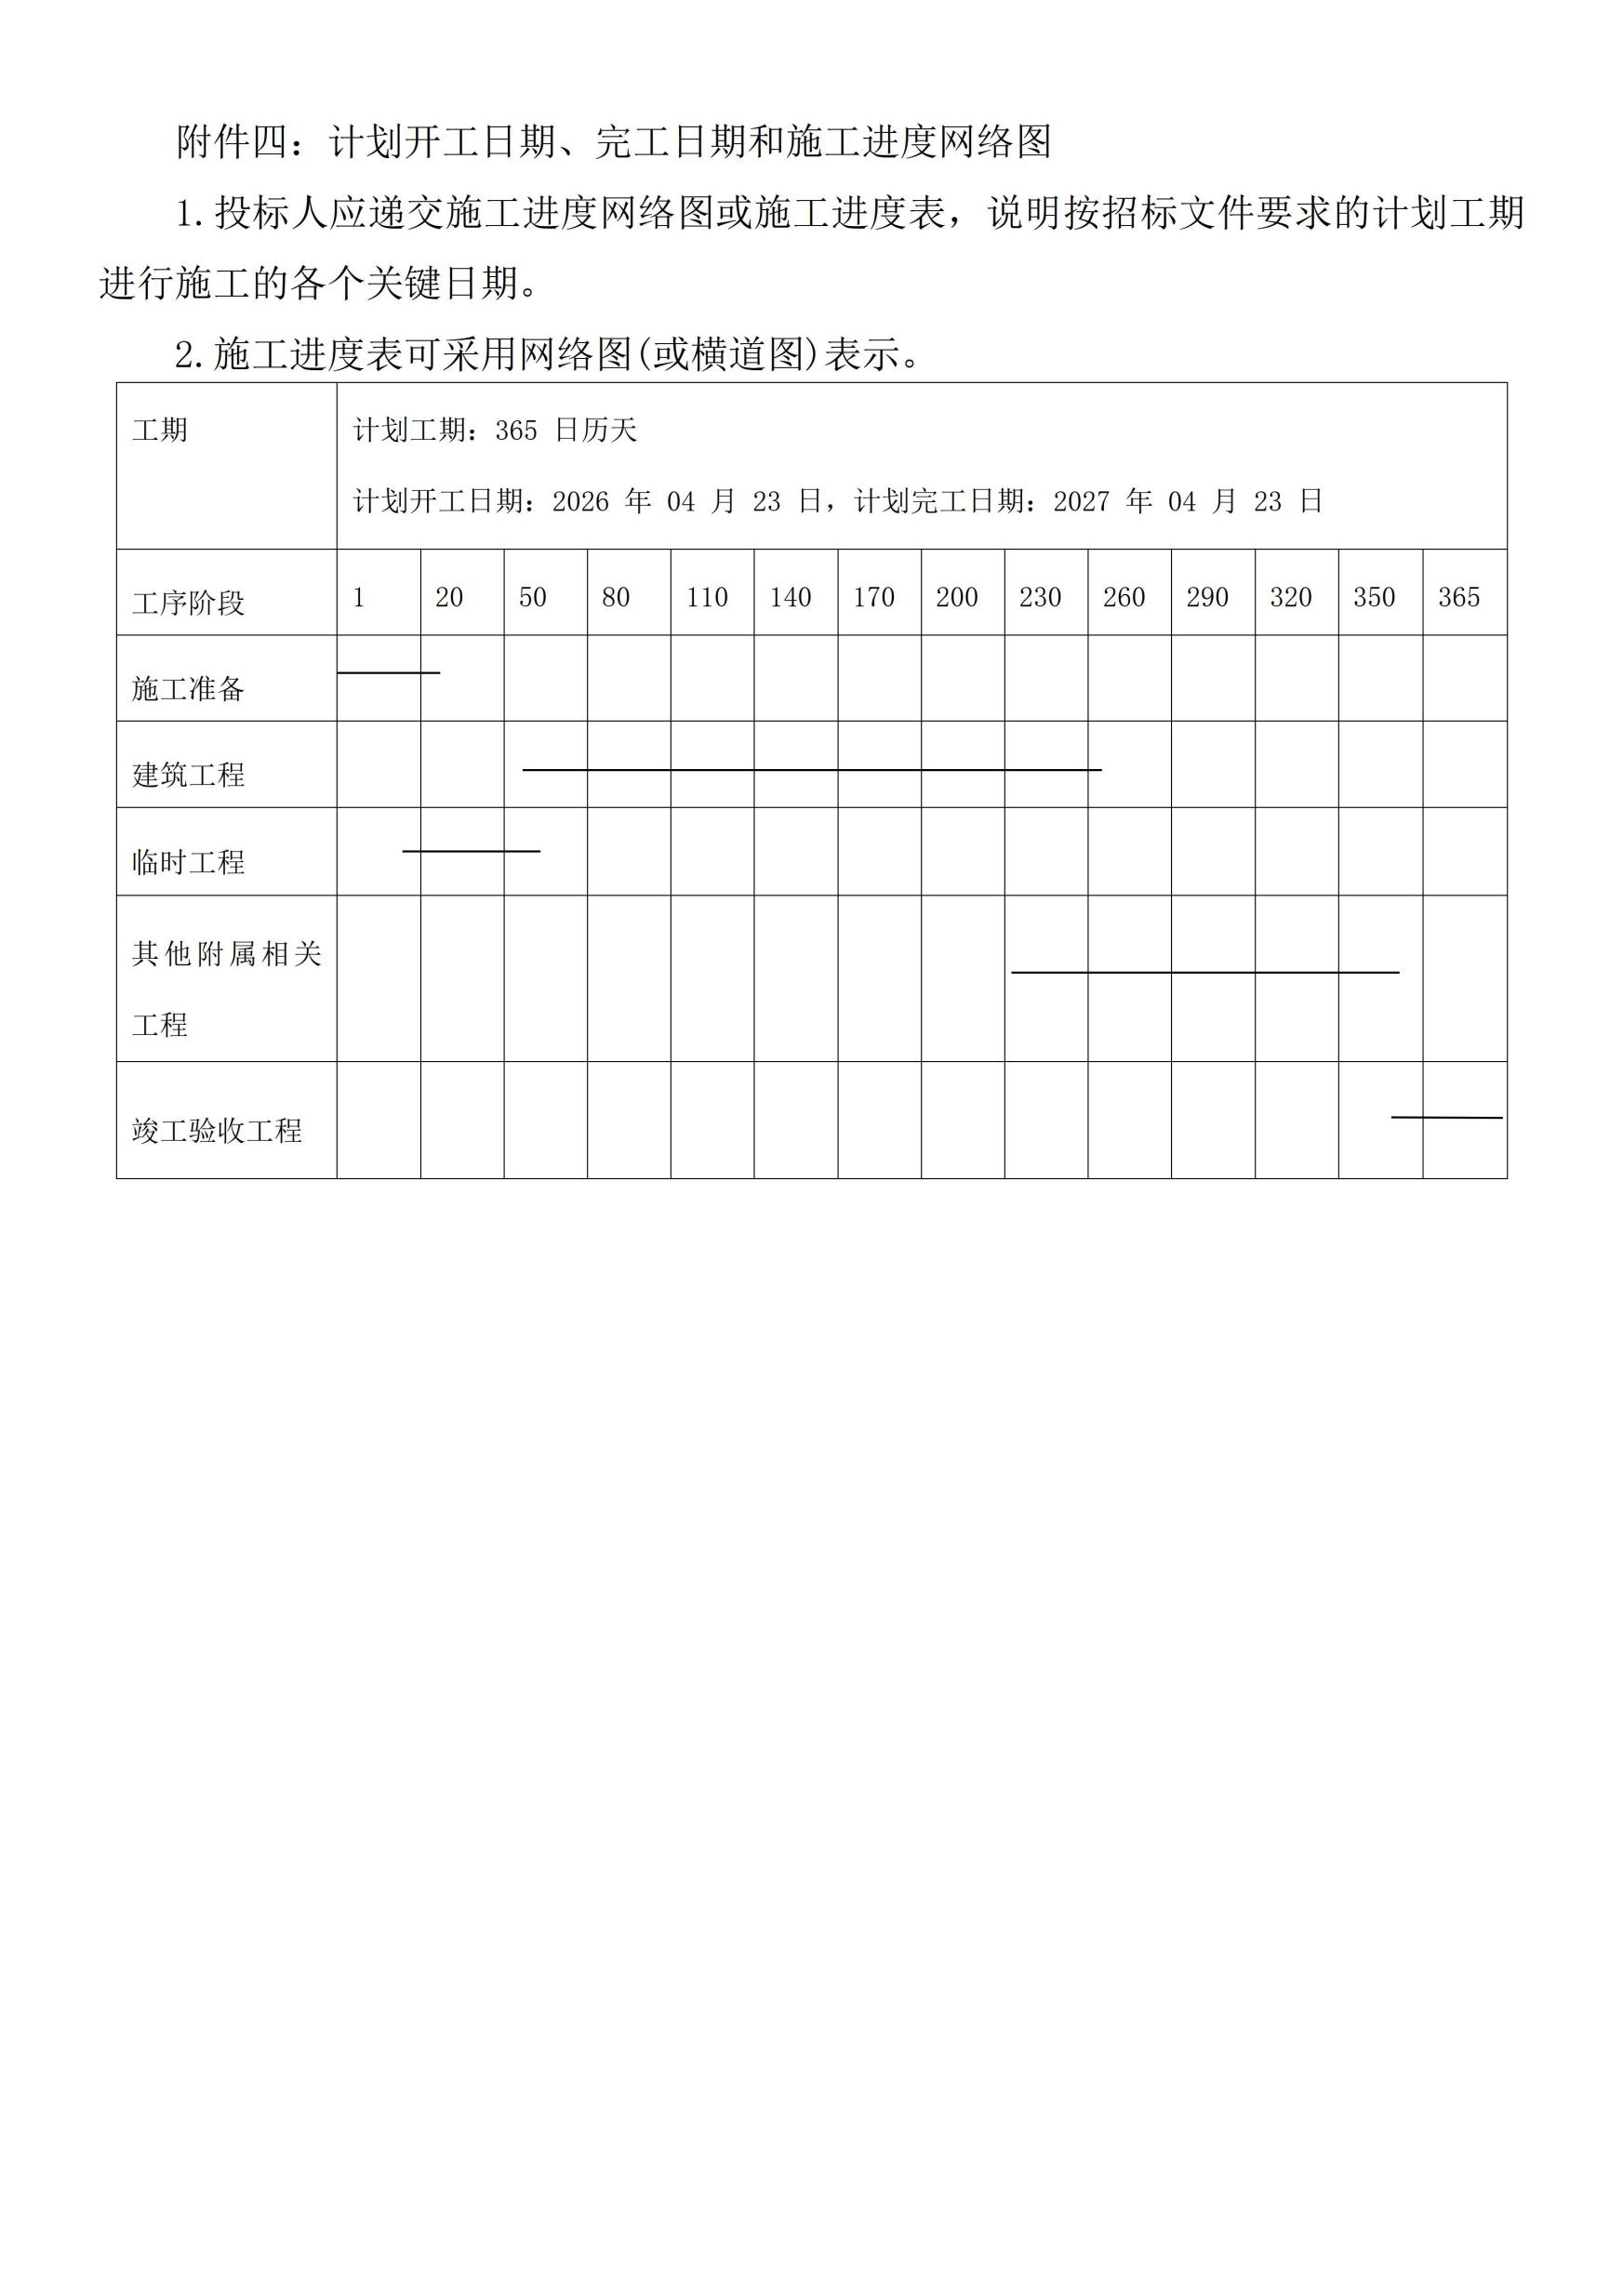 附件四：计划开工日期、完工日期和施工进度网络图
1.投标人应递交施工进度网络图或施工进度表，说明按招标文件要求的计划工期
进行施工的各个关键日期。
2.施工进度表可采用网络图(或横道图)表示。
工期
计划工期：365 日历天
计划开工日期：2026 年 04 月 23 日，计划完工日期：2027 年 04 月 23 日
工序阶段 1 20 50 80 110 140 170 200 230 260 290 320 350 365
施工准备
建筑工程
临时工程
其他附属相关
工程
竣工验收工程